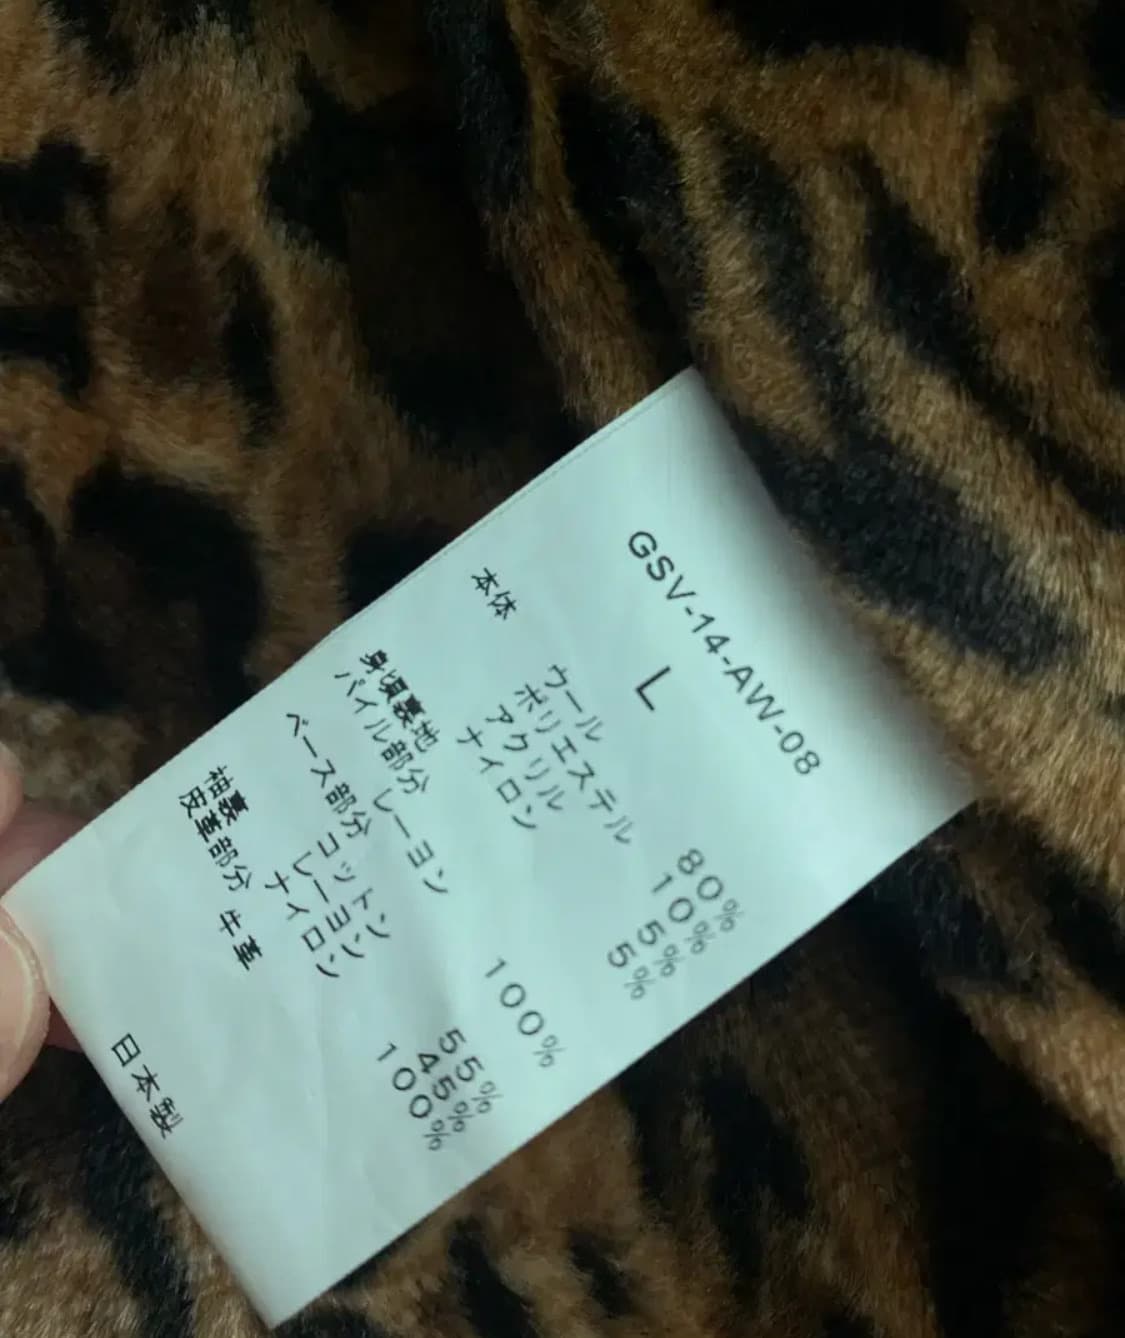 GSV-14-AW-08
L
本体 ウール 80%
ポリエステル 10%
アクリル 5%
ナイロン 5%
身頃裏地
パイル部分 レーヨン 100%
ベース部分 コットン 55%
レーヨン 45%
袖裏 ナイロン 100%
皮革部分 牛革
日本製